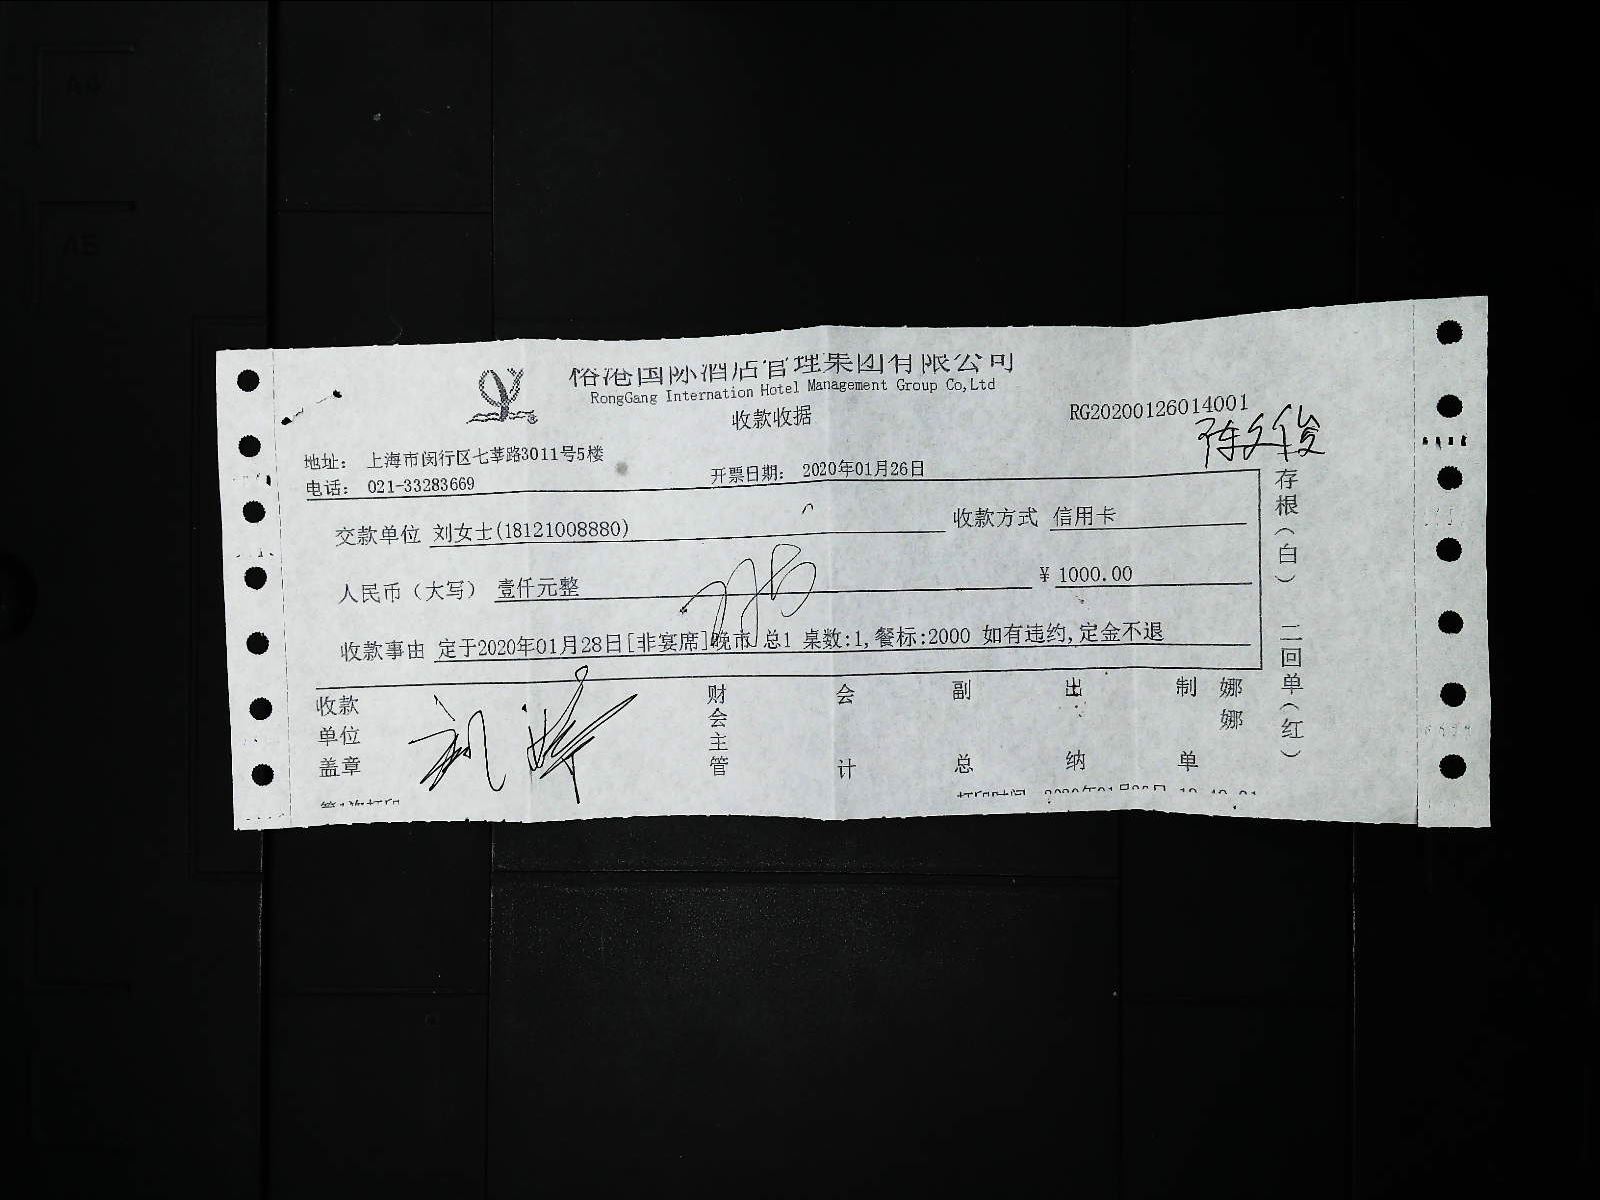 俗港国际酒店管理集团有限公司
RongGang Internation Hotel Management Group Co,Ltd
收款收据
RG20200126014001
陈文俊
地址： 上海市闵行区七莘路3011号5楼
电话： 021-33283669
开票日期： 2020年01月26日
交款单位 刘女士(18121008880)
收款方式 信用卡
人民币（大写） 壹仟元整
¥ 1000.00
收款事由 定于2020年01月28日[非宴席]晚市 总1 桌数:1,餐标:2000 如有违约,定金不退
收款单位盖章
财会主管
会计
副总
出纳
制单 娜娜
存根（白） 二回单（红）
A5